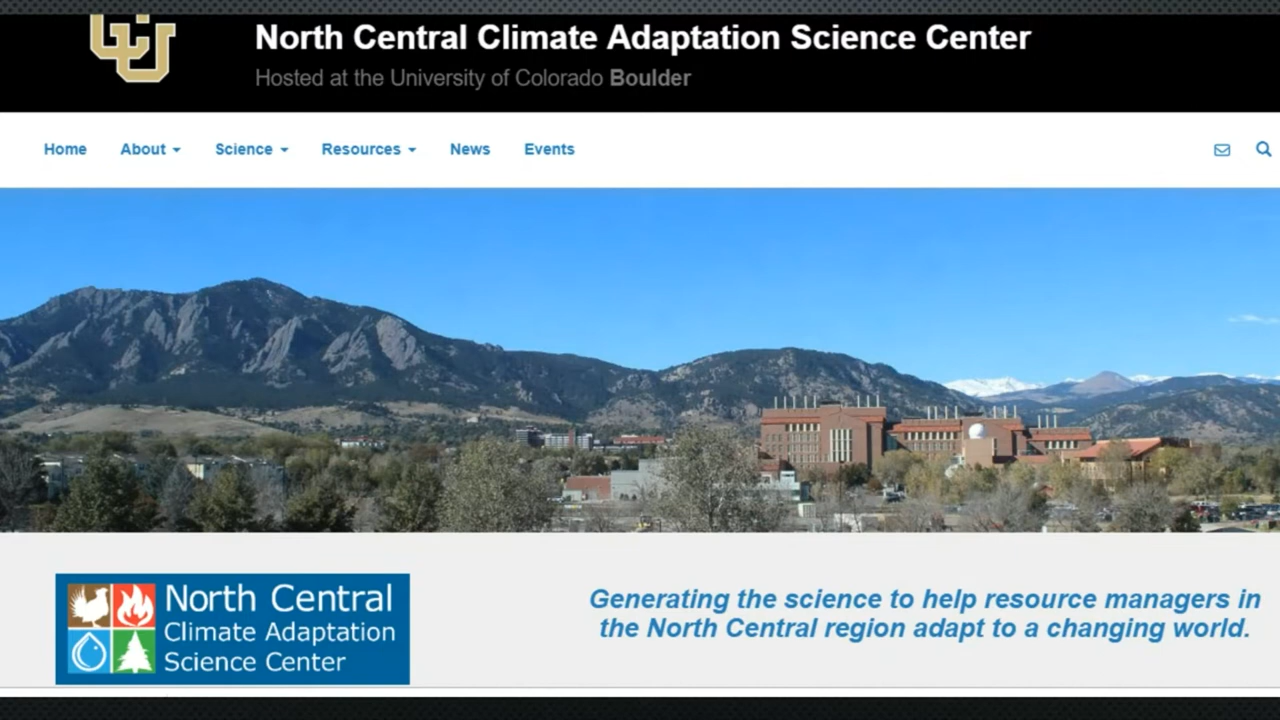 CU
North Central Climate Adaptation Science Center
Hosted at the University of Colorado Boulder
Home About Science Resources News Events
North Central
Climate Adaptation
Science Center
Generating the science to help resource managers in
the North Central region adapt to a changing world.